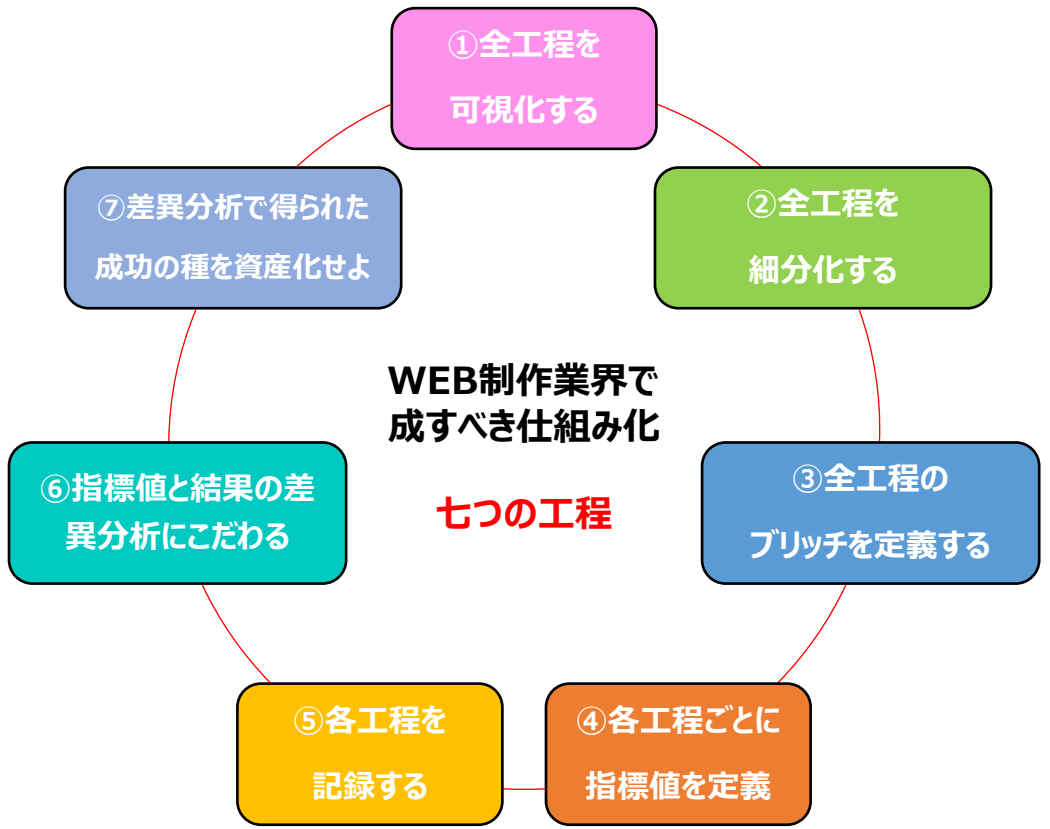 ①全工程を
可視化する
②全工程を
細分化する
③全工程の
ブリッチを定義する
④各工程ごとに
指標値を定義
⑤各工程を
記録する
⑥指標値と結果の差
異分析にこだわる
⑦差異分析で得られた
成功の種を資産化せよ
WEB制作業界で
成すべき仕組み化
七つの工程